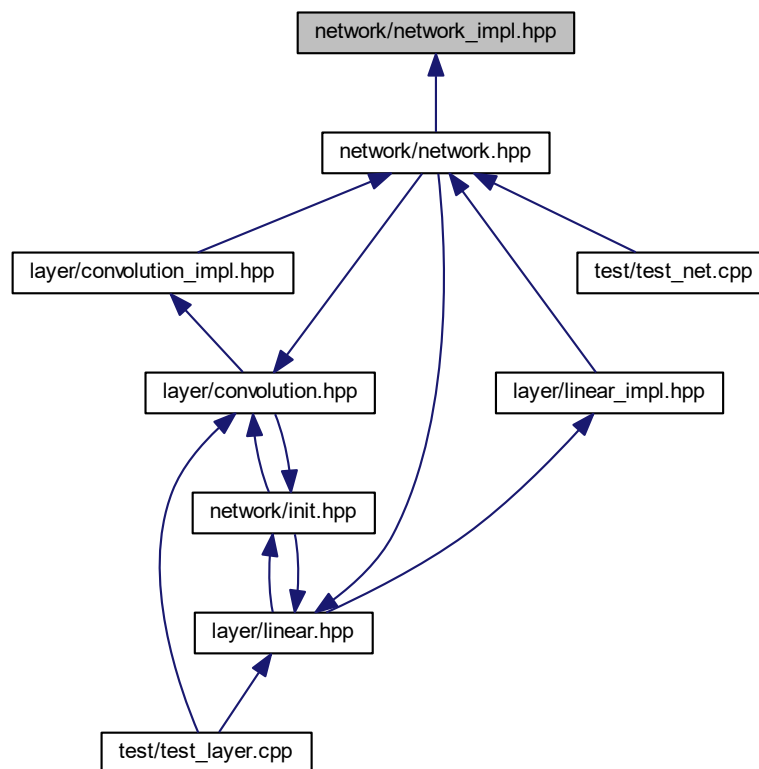 network/network_impl.hpp
network/network.hpp
layer/convolution_impl.hpp
test/test_net.cpp
layer/convolution.hpp
layer/linear_impl.hpp
network/init.hpp
layer/linear.hpp
test/test_layer.cpp